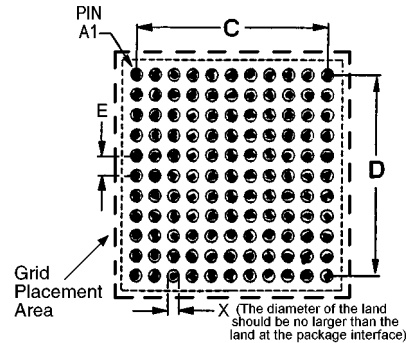 PIN
A1
C
E
D
Grid
Placement
Area
X (The diameter of the land
should be no larger than the
land at the package interface)